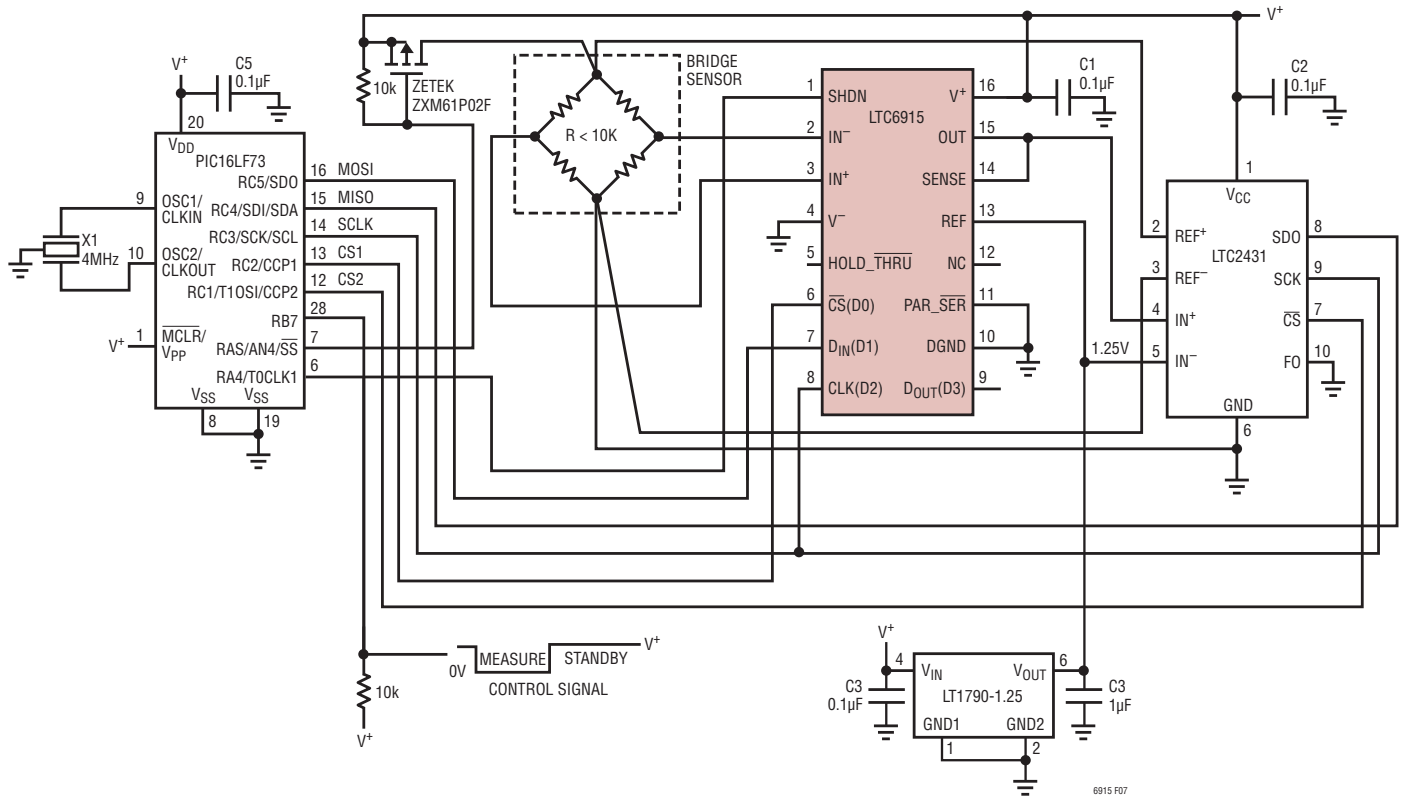 V+
C5
0.1µF
20
VDD
PIC16LF73
9
OSC1/
CLKIN
X1
4MHz
10
OSC2/
CLKOUT
V+
1
MCLR/
VPP
VSS
VSS
8
19
RC5/SDO
16
MOSI
RC4/SDI/SDA
15
MISO
RC3/SCK/SCL
14
SCLK
RC2/CCP1
13
CS1
RC1/T1OSI/CCP2
12
CS2
RB7
28
RAS/AN4/SS
7
RA4/T0CLK1
6
10k
ZETEK
ZXM61P02F
BRIDGE
SENSOR
R < 10K
LTC6915
1
SHDN
2
IN−
3
IN+
4
V−
5
HOLD_THRU
6
CS(D0)
7
DIN(D1)
8
CLK(D2)
V+
16
OUT
15
SENSE
14
REF
13
NC
12
PAR_SER
11
DGND
10
DOUT(D3)
9
C1
0.1µF
V+
C2
0.1µF
1
VCC
LTC2431
2
REF+
3
REF−
4
IN+
1.25V
5
IN−
SDO
8
SCK
9
CS
7
FO
10
GND
6
10k
V+
0V
MEASURE
STANDBY
V+
CONTROL SIGNAL
V+
4
VIN
VOUT
6
LT1790-1.25
GND1
GND2
1
2
C3
0.1µF
C3
1µF
6915 F07